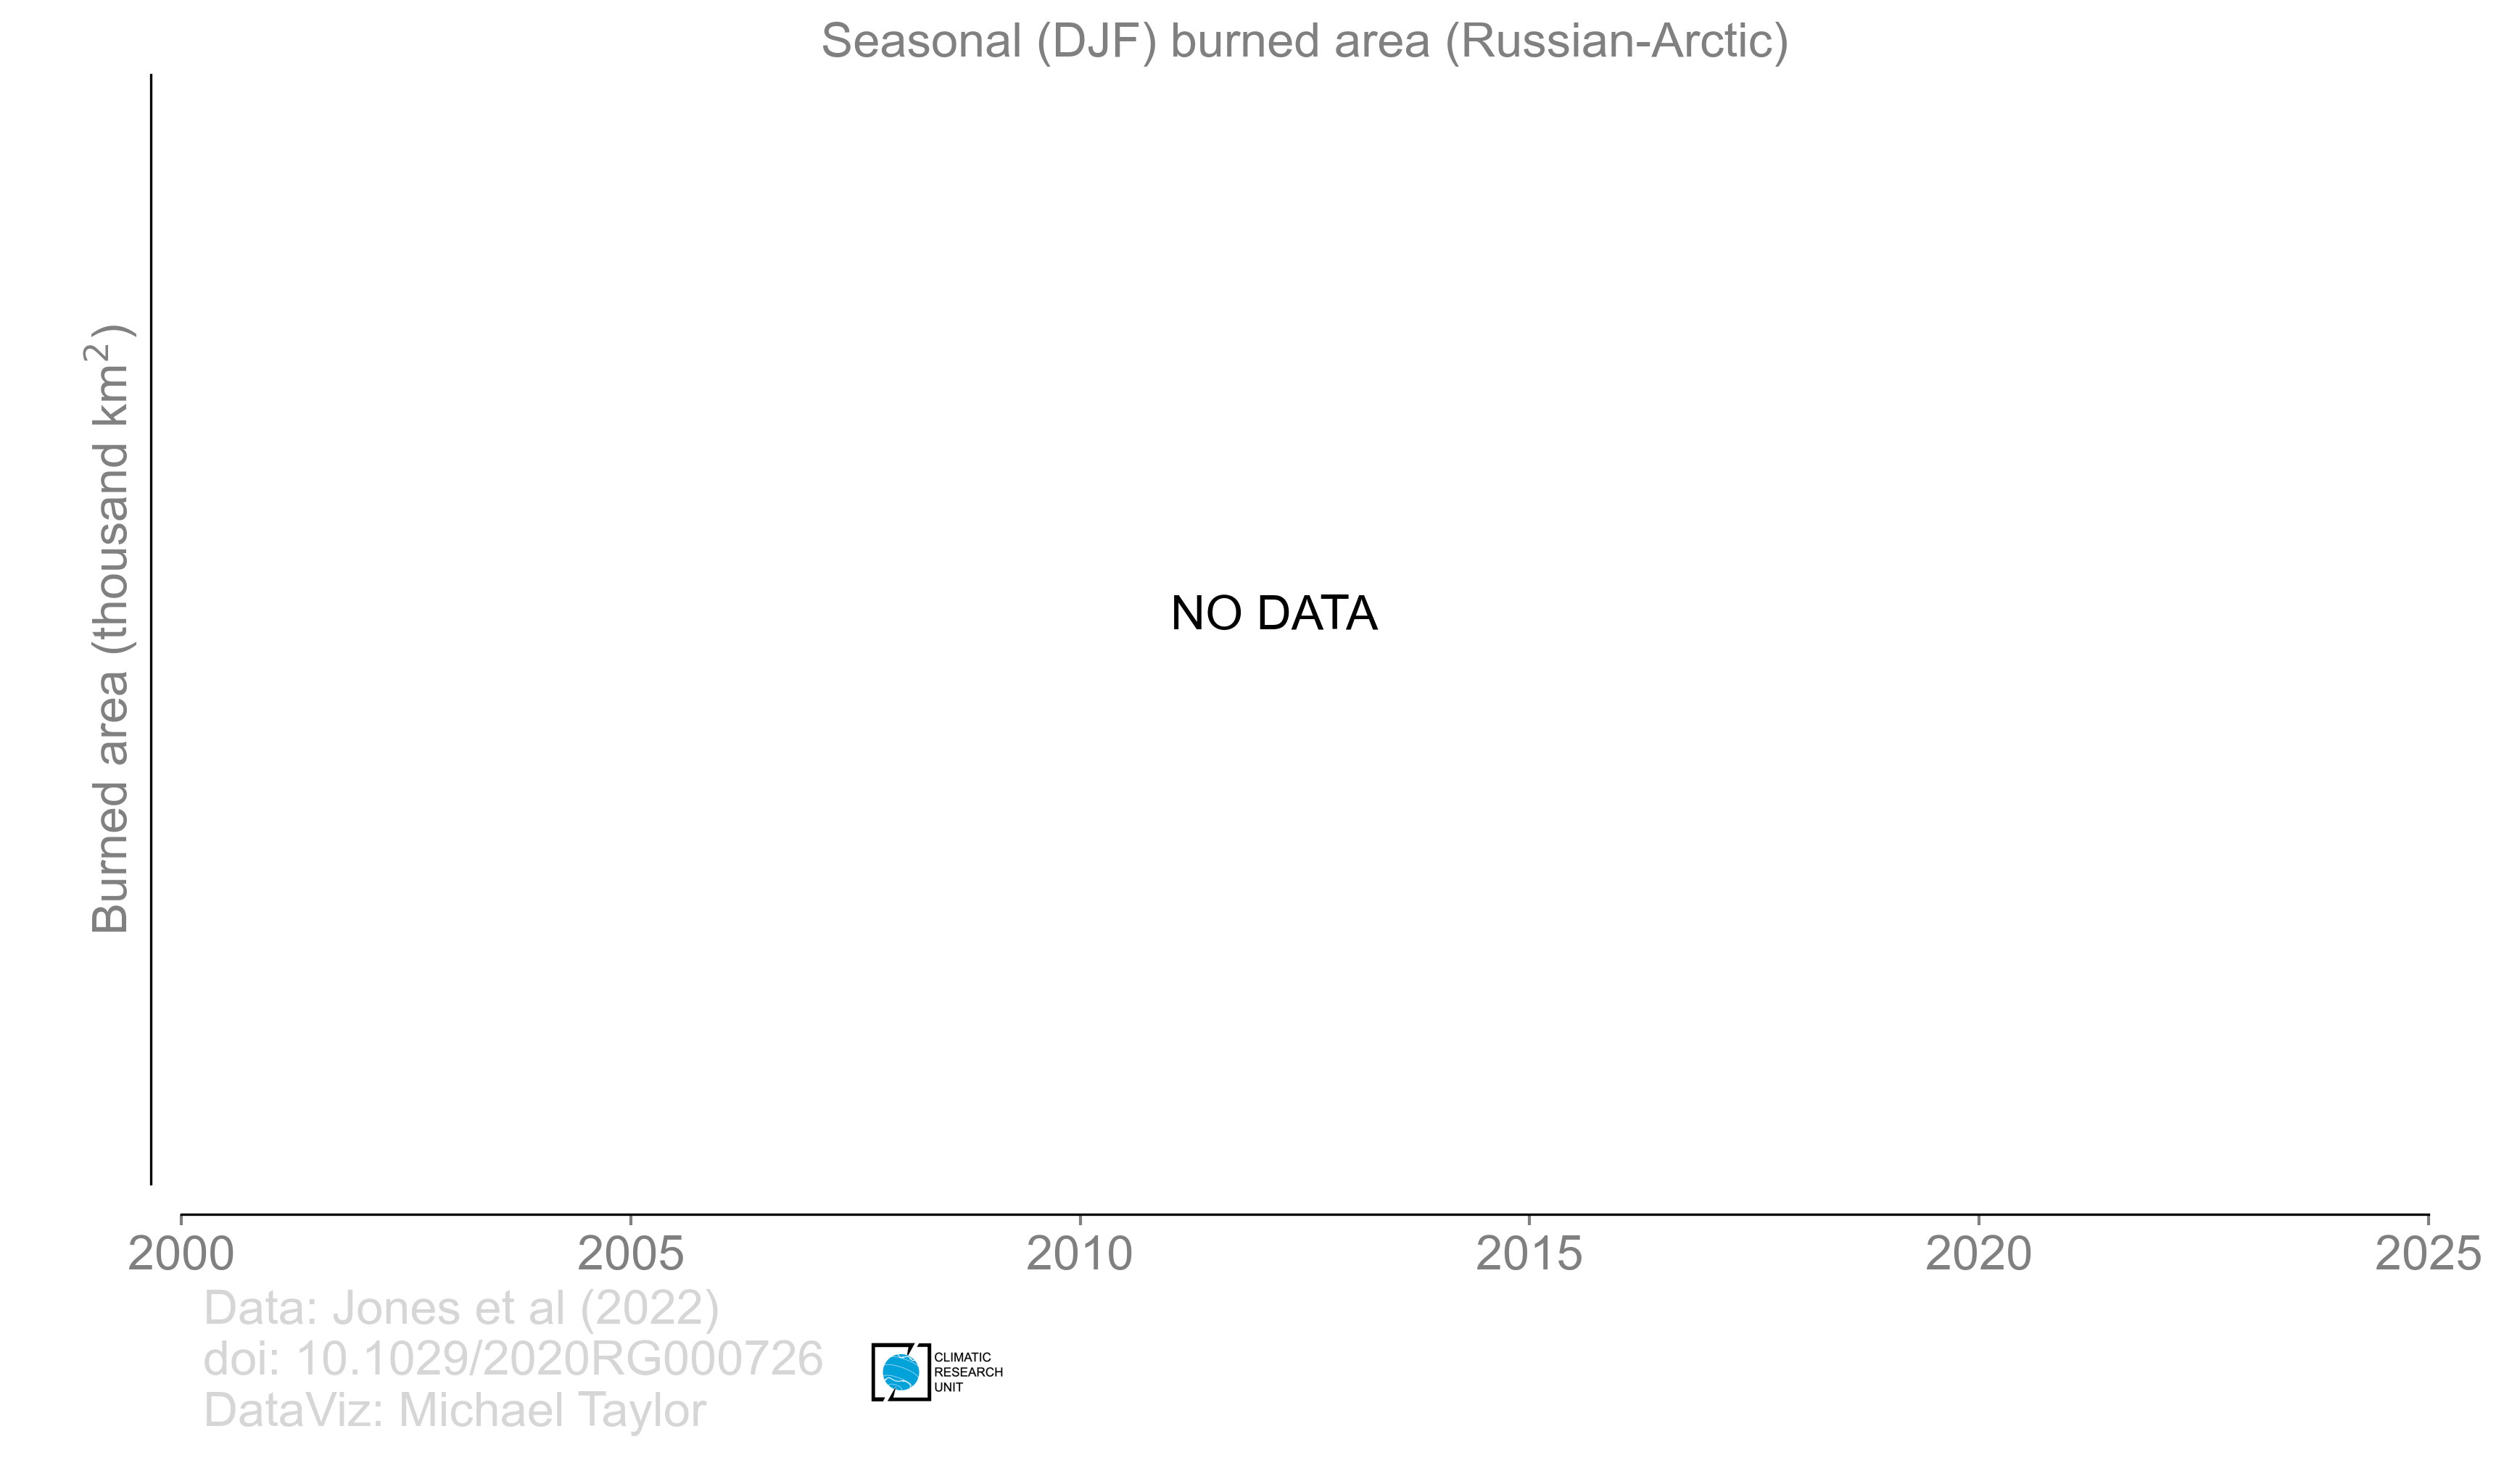 Seasonal (DJF) burned area (Russian-Arctic)
Burned area (thousand km²)
NO DATA
2000 2005 2010 2015 2020 2025
Data: Jones et al (2022)
doi: 10.1029/2020RG000726
DataViz: Michael Taylor
CLIMATIC
RESEARCH
UNIT